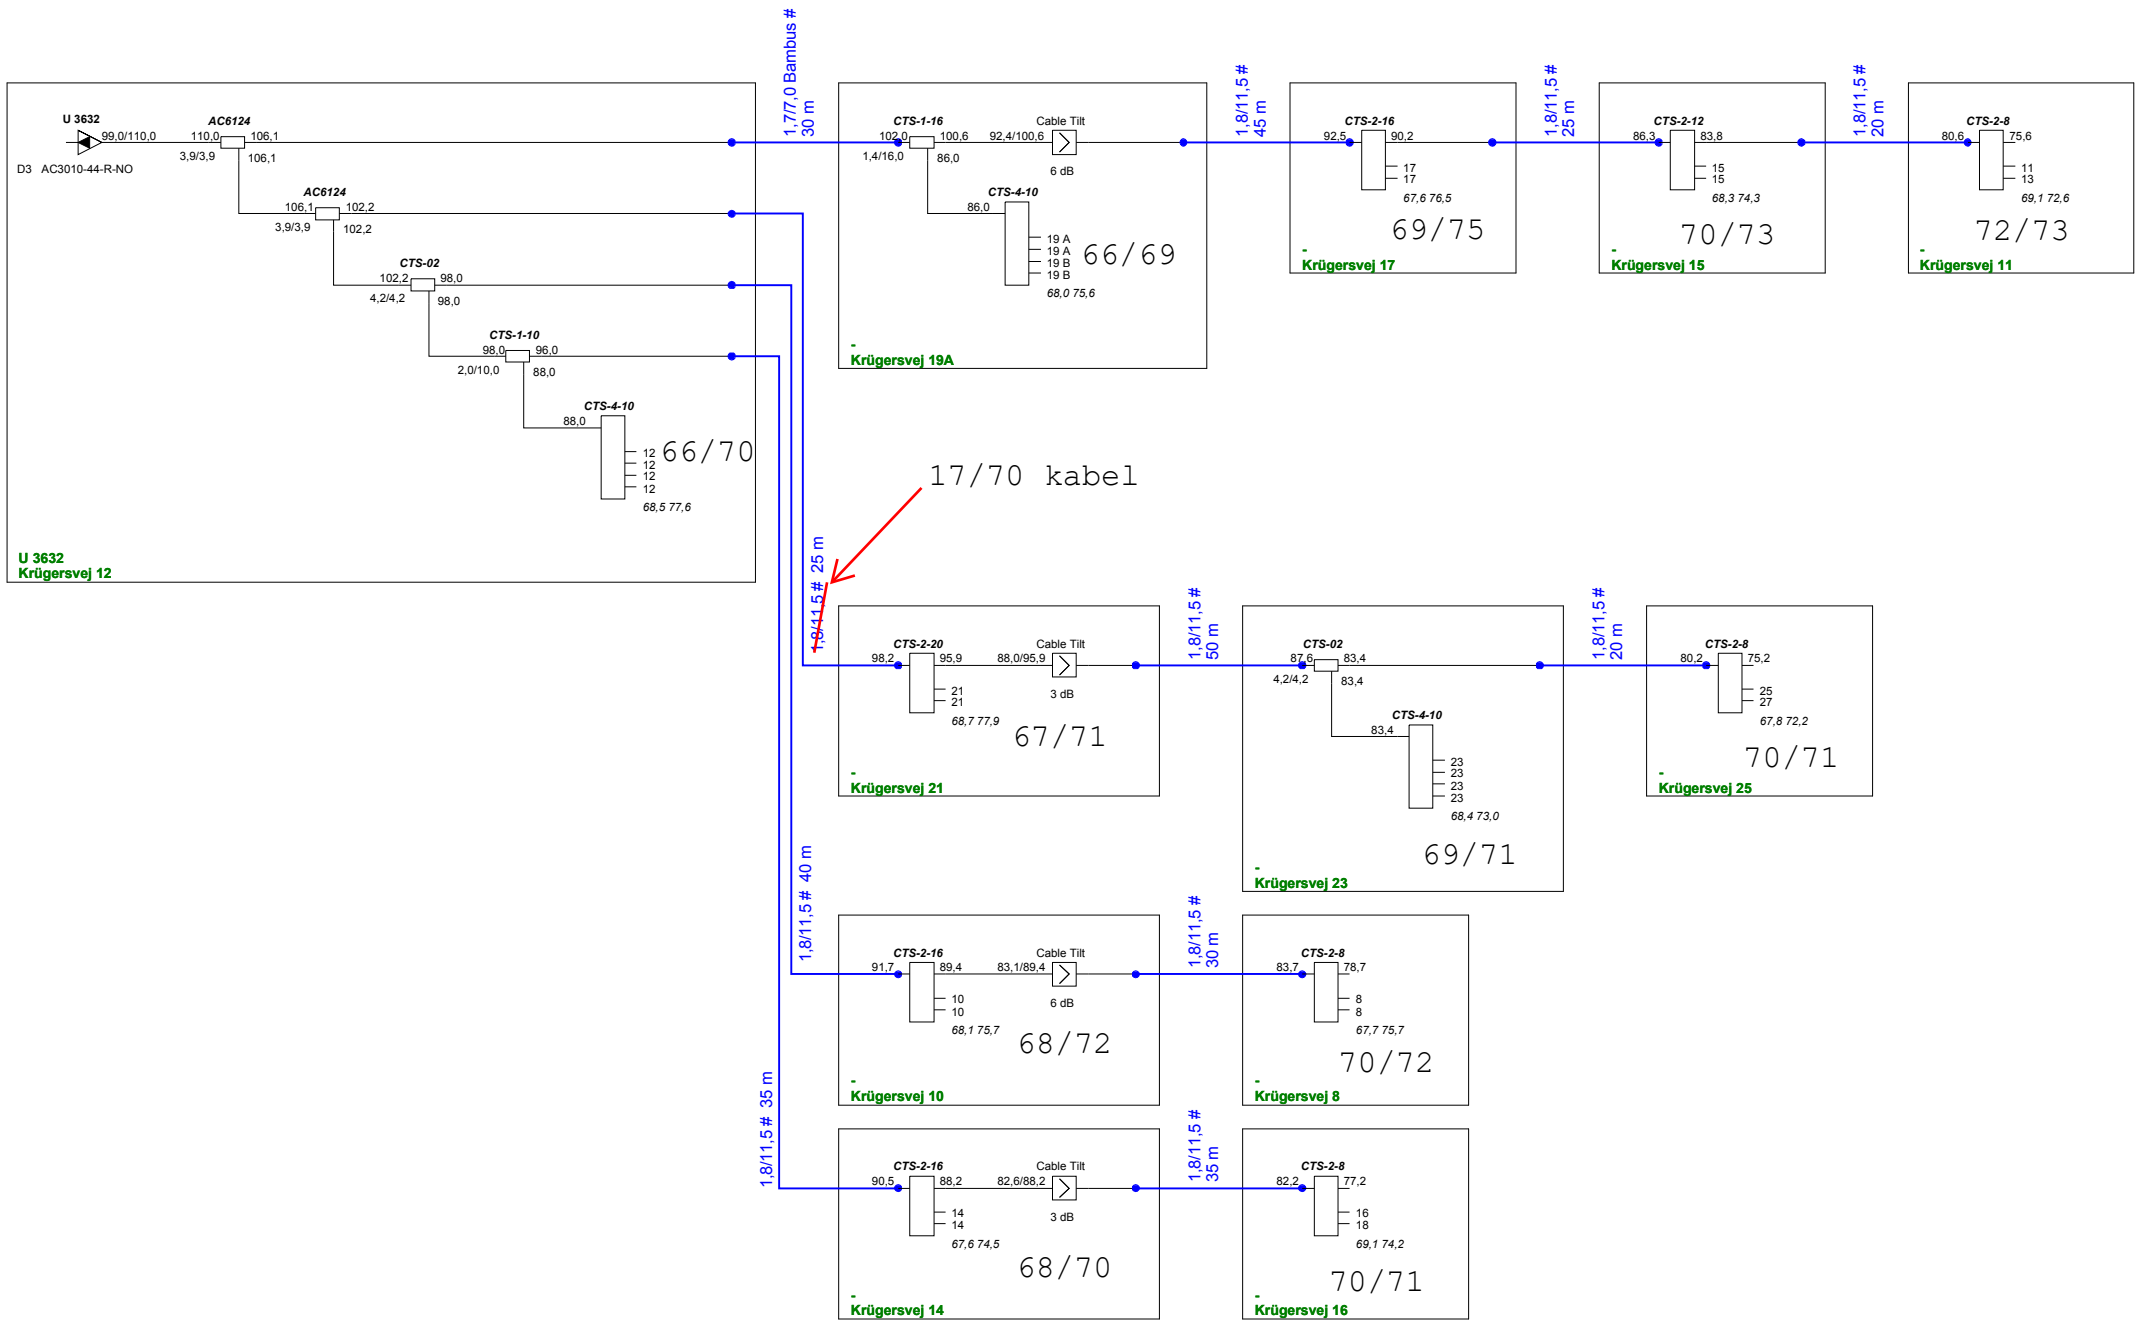 U 3632
99,0/110,0
D3 AC3010-44-R-NO
AC6124
110,0 106,1
3,9/3,9 106,1
AC6124
106,1 102,2
3,9/3,9 102,2
CTS-02
102,2 98,0
4,2/4,2 98,0
CTS-1-10
98,0 96,0
2,0/10,0 88,0
CTS-4-10
88,0
12
12
12
12
68,5 77,6
66/70
U 3632
Krügersvej 12
1,7/7,0 Bambus #
30 m
CTS-1-16
102,0 100,6
1,4/16,0 86,0
92,4/100,6
Cable Tilt
6 dB
CTS-4-10
86,0
19 A
19 A
19 B
19 B
68,0 75,6
66/69
-
Krügersvej 19A
1,8/11,5 #
45 m
CTS-2-16
92,5 90,2
17
17
67,6 76,5
69/75
-
Krügersvej 17
1,8/11,5 #
25 m
CTS-2-12
86,3 83,8
15
15
68,3 74,3
70/73
-
Krügersvej 15
1,8/11,5 #
20 m
CTS-2-8
80,6 75,6
11
13
69,1 72,6
72/73
-
Krügersvej 11
17/70 kabel
1,8/11,5 # 25 m
CTS-2-20
98,2 95,9
88,0/95,9
Cable Tilt
3 dB
21
21
68,7 77,9
67/71
-
Krügersvej 21
1,8/11,5 #
50 m
CTS-02
87,6 83,4
4,2/4,2 83,4
CTS-4-10
83,4
23
23
23
23
68,4 73,0
69/71
-
Krügersvej 23
1,8/11,5 #
20 m
CTS-2-8
80,2 75,2
25
27
67,8 72,2
70/71
-
Krügersvej 25
1,8/11,5 # 40 m
CTS-2-16
91,7 89,4
83,1/89,4
Cable Tilt
6 dB
10
10
68,1 75,7
68/72
-
Krügersvej 10
1,8/11,5 #
30 m
CTS-2-8
83,7 78,7
8
8
67,7 75,7
70/72
-
Krügersvej 8
1,8/11,5 # 35 m
CTS-2-16
90,5 88,2
82,6/88,2
Cable Tilt
3 dB
14
14
67,6 74,5
68/70
-
Krügersvej 14
1,8/11,5 #
35 m
CTS-2-8
82,2 77,2
16
18
69,1 74,2
70/71
-
Krügersvej 16